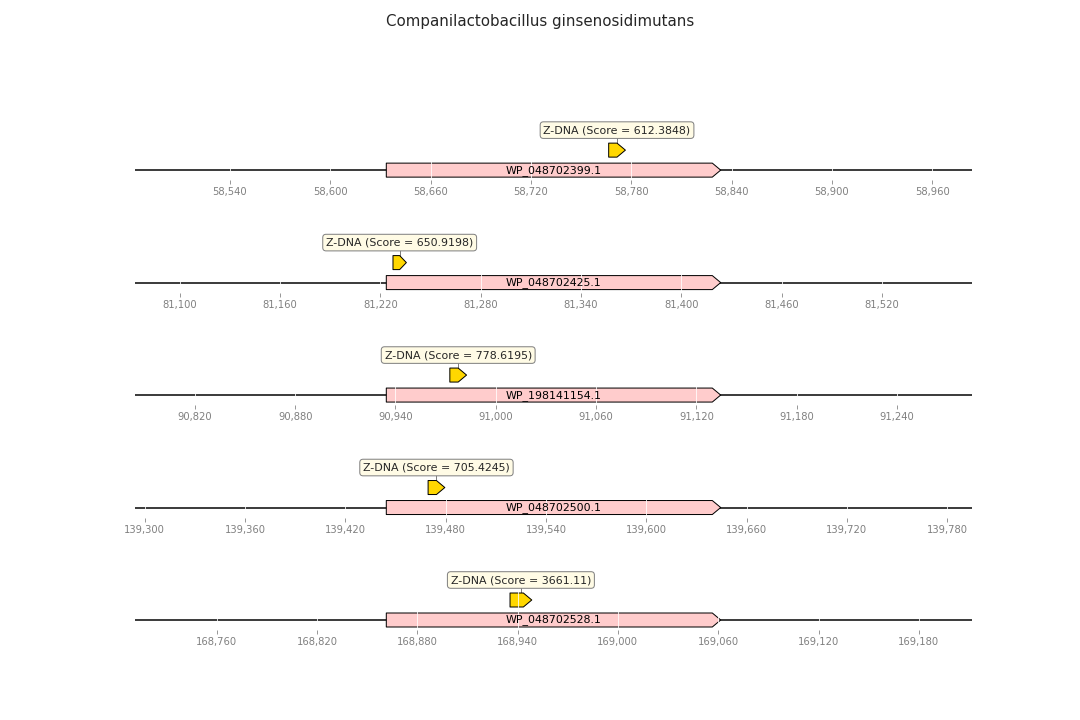 Companilactobacillus ginsenosidimutans
Z-DNA (Score = 612.3848)
WP_048702399.1
58,540 58,600 58,660 58,720 58,780 58,840 58,900 58,960
Z-DNA (Score = 650.9198)
WP_048702425.1
81,100 81,160 81,220 81,280 81,340 81,400 81,460 81,520
Z-DNA (Score = 778.6195)
WP_198141154.1
90,820 90,880 90,940 91,000 91,060 91,120 91,180 91,240
Z-DNA (Score = 705.4245)
WP_048702500.1
139,300 139,360 139,420 139,480 139,540 139,600 139,660 139,720 139,780
Z-DNA (Score = 3661.11)
WP_048702528.1
168,760 168,820 168,880 168,940 169,000 169,060 169,120 169,180